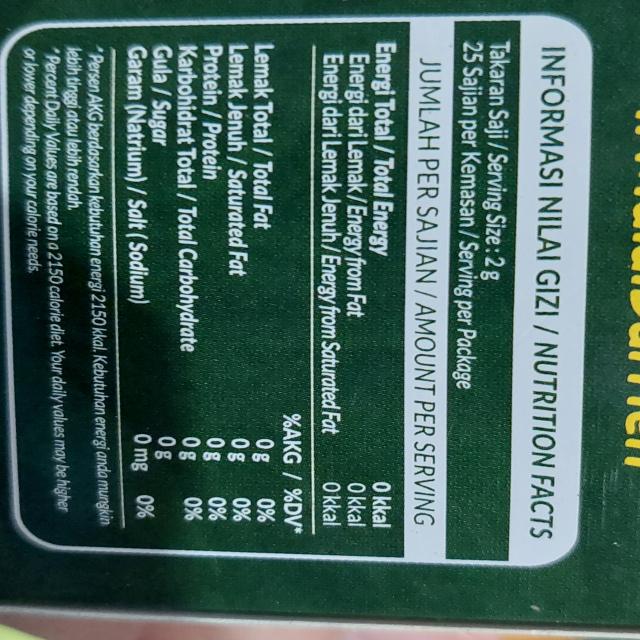 INFORMASI NILAI GIZI / NUTRITION FACTS
Takaran Saji / Serving Size : 2 g
25 Sajian per Kemasan / Serving per Package
JUMLAH PER SAJIAN / AMOUNT PER SERVING
Energi Total / Total Energy 0 kkal
Energi dari Lemak / Energy from Fat 0 kkal
Energi dari Lemak Jenuh / Energy from Saturated Fat 0 kkal
%AKG / %DV*
Lemak Total / Total Fat 0 g 0%
Lemak Jenuh / Saturated Fat 0 g 0%
Protein / Protein 0 g 0%
Karbohidrat Total / Total Carbohydrate 0 g 0%
Gula / Sugar 0 g
Garam (Natrium) / Salt (Sodium) 0 mg 0%
*Persen AKG berdasarkan kebutuhan energi 2150 kkal. Kebutuhan energi anda mungkin
lebih tinggi atau lebih rendah.
*Percent Daily Values are based on a 2150 calorie diet. Your daily values may be higher
or lower depending on your calorie needs.